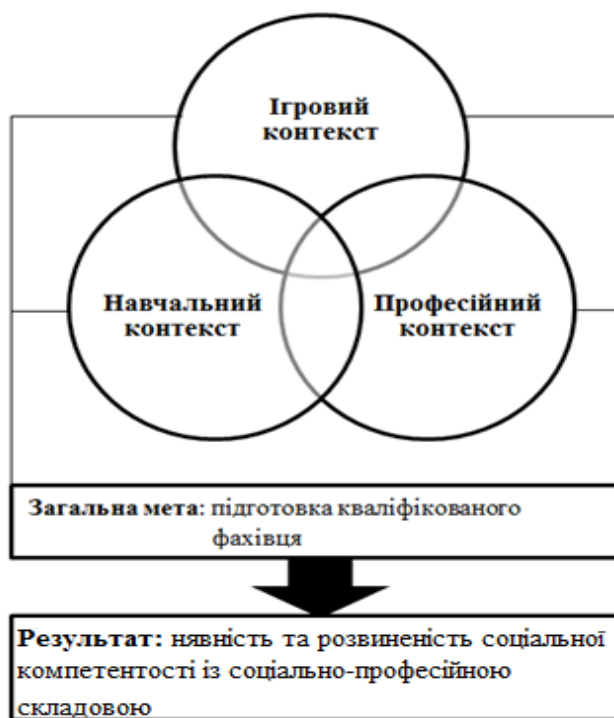 Ігровий
контекст
Навчальний
контекст
Професійний
контекст
Загальна мета: підготовка кваліфікованого
фахівця
Результат: нявність та розвиненість соціальної
компетентості із соціально-професійною
складовою